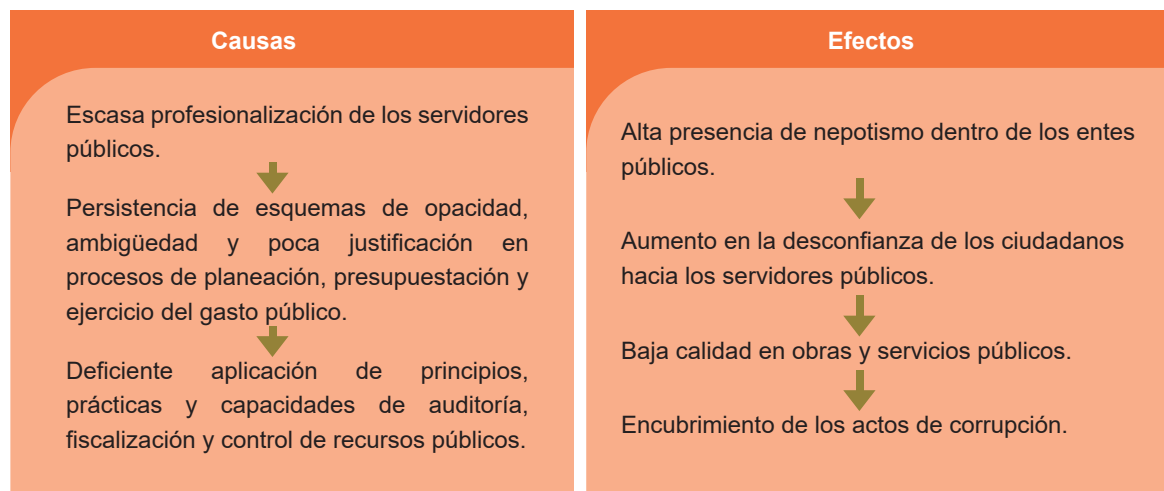 Causas
Escasa profesionalización de los servidores
públicos.
Persistencia de esquemas de opacidad,
ambigüedad y poca justificación en
procesos de planeación, presupuestación y
ejercicio del gasto público.
Deficiente aplicación de principios,
prácticas y capacidades de auditoría,
fiscalización y control de recursos públicos.
Efectos
Alta presencia de nepotismo dentro de los entes
públicos.
Aumento en la desconfianza de los ciudadanos
hacia los servidores públicos.
Baja calidad en obras y servicios públicos.
Encubrimiento de los actos de corrupción.